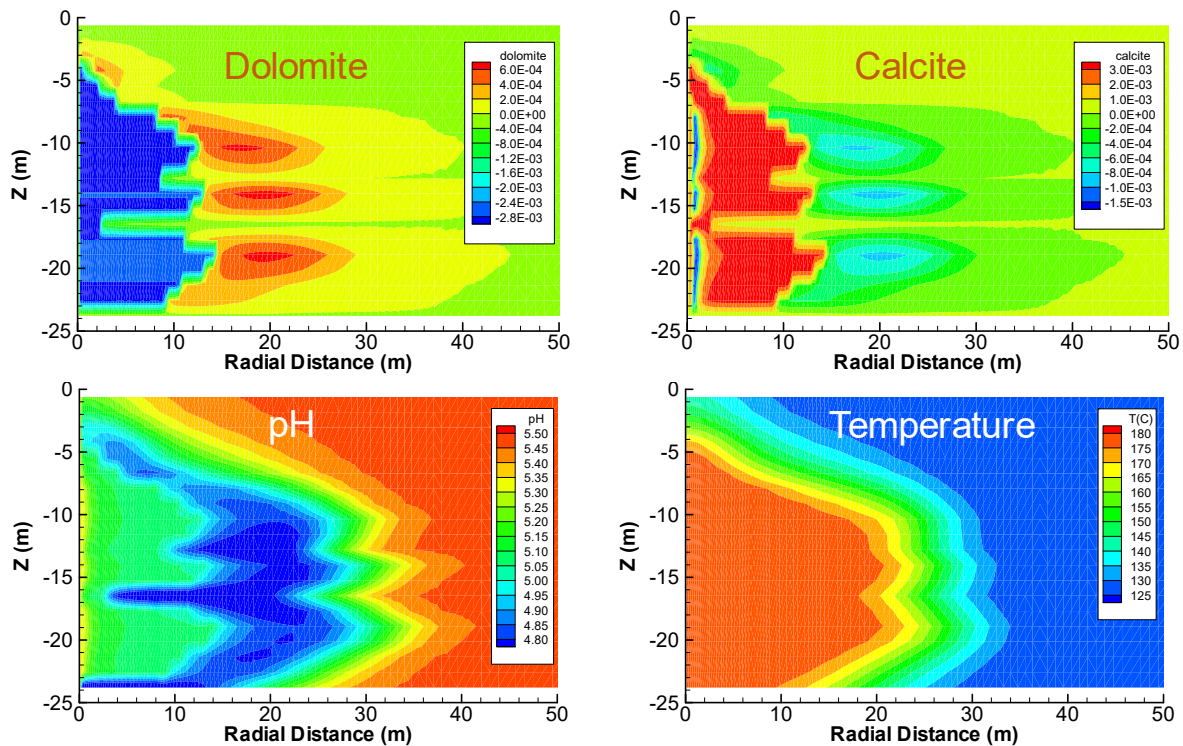 Dolomite
dolomite
6.0E-04
4.0E-04
2.0E-04
0.0E+00
-4.0E-04
-8.0E-04
-1.2E-03
-2.0E-03
-2.4E-03
-2.8E-03
Z (m)
0
-5
-10
-15
-20
-25
0 10 20 30 40 50
Radial Distance (m)
Calcite
calcite
3.0E-03
2.0E-03
1.0E-03
0.0E+00
-2.0E-04
-4.0E-04
-6.0E-04
-8.0E-04
-1.0E-03
-1.5E-03
Z (m)
0
-5
-10
-15
-20
-25
0 10 20 30 40 50
Radial Distance (m)
pH
pH
5.50
5.45
5.40
5.35
5.30
5.25
5.20
5.15
5.10
5.05
5.00
4.95
4.90
4.85
4.80
Z (m)
0
-5
-10
-15
-20
-25
0 10 20 30 40 50
Radial Distance (m)
Temperature
T(C)
180
175
170
165
160
155
150
145
140
135
130
125
Z (m)
0
-5
-10
-15
-20
-25
0 10 20 30 40 50
Radial Distance (m)